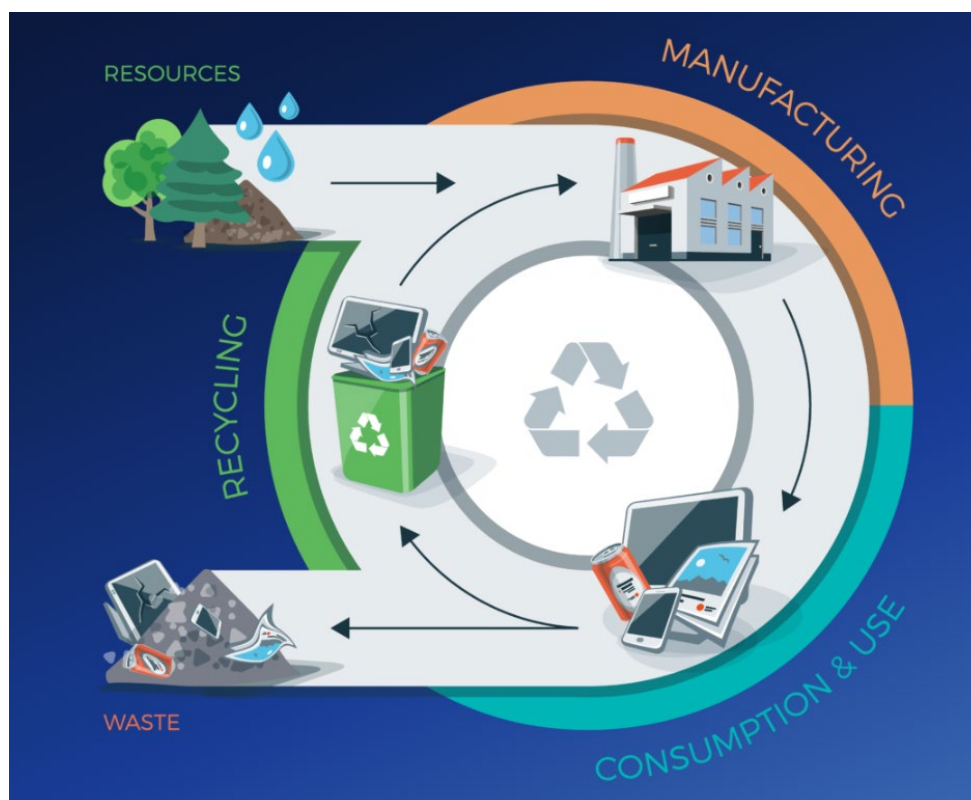 RESOURCES
MANUFACTURING
RECYCLING
CONSUMPTION & USE
WASTE